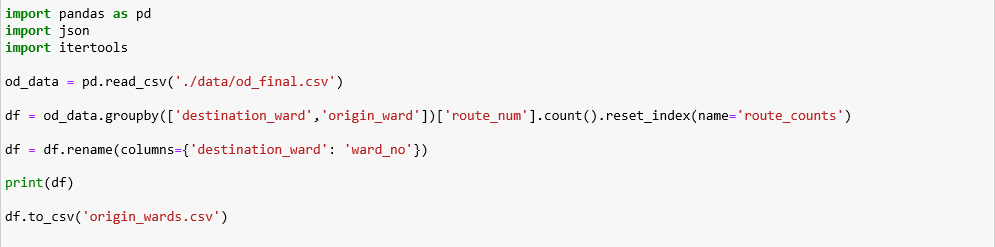 import pandas as pd
import json
import itertools
od_data = pd.read_csv('./data/od_final.csv')
df = od_data.groupby(['destination_ward','origin_ward'])['route_num'].count().reset_index(name='route_counts')
df = df.rename(columns={'destination_ward': 'ward_no'})
print(df)
df.to_csv('origin_wards.csv')